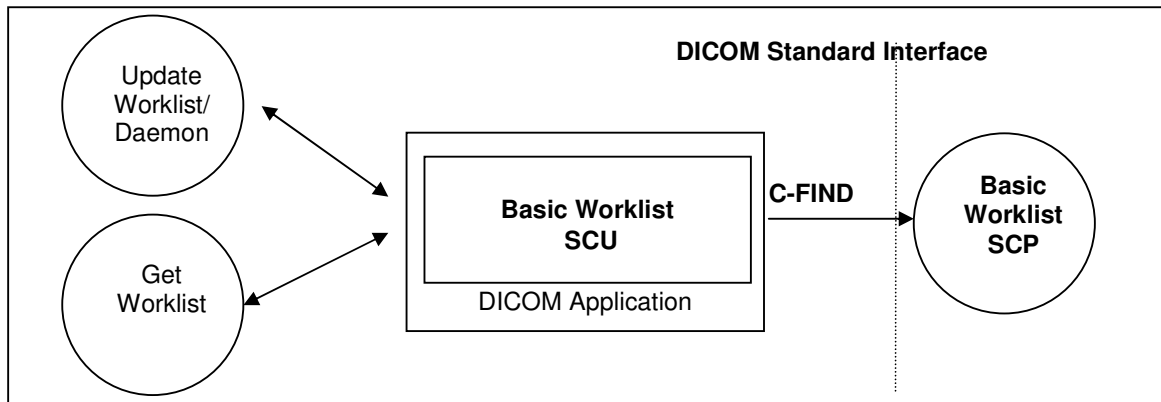 DICOM Standard Interface
Update
Worklist/
Daemon
Get
Worklist
Basic Worklist
SCU
DICOM Application
C-FIND
Basic
Worklist
SCP